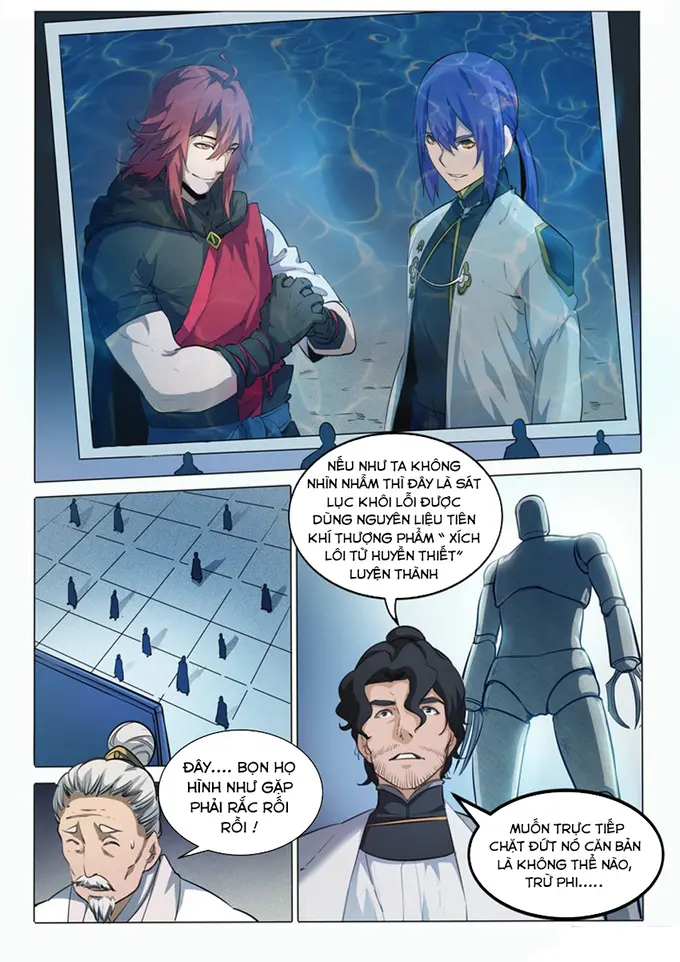 NẾU NHƯ TA KHÔNG
NHÌN NHẦM THÌ ĐÂY LÀ SÁT
LỤC KHÔI LỖI ĐƯỢC
DÙNG NGUYÊN LIỆU TIÊN
KHÍ THƯỢNG PHẨM “ XÍCH
LÔI TỬ HUYỀN THIẾT”
LUYỆN THÀNH
ĐÂY.... BỌN HỌ
HÌNH NHƯ GẶP
PHẢI RẮC RỐI
RỒI !
MUỐN TRỰC TIẾP
CHẶT ĐỨT NÓ CĂN BẢN
LÀ KHÔNG THỂ NÀO,
TRỪ PHI.....